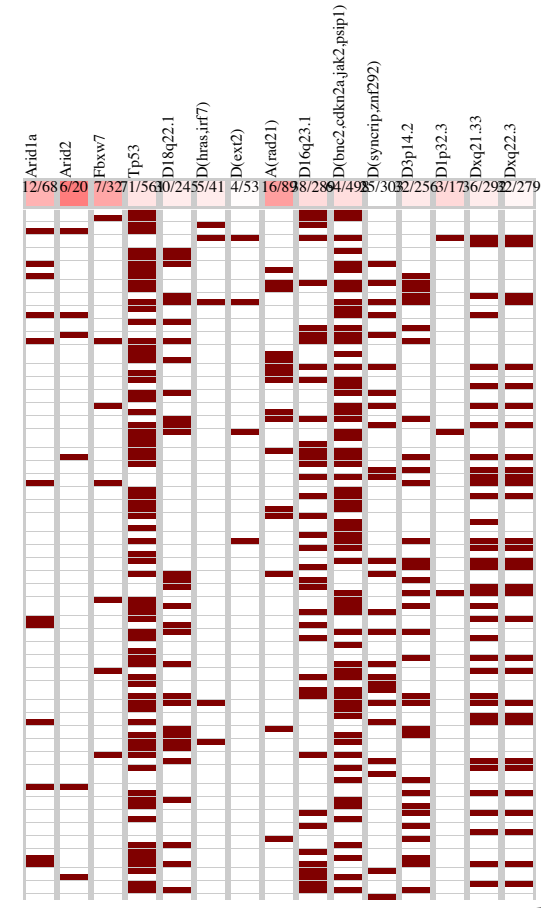 Arid1a
Arid2
Fbxw7
Tp53
D18q22.1
D(hras,irf7)
D(ext2)
A(rad21)
D16q23.1
D(bnc2,cdkn2a,jak2,psip1)
D(syncrip,znf292)
D3p14.2
D1p32.3
Dxq21.33
Dxq22.3
12/68 6/20 7/32 5/41 4/53 16/89 3/17